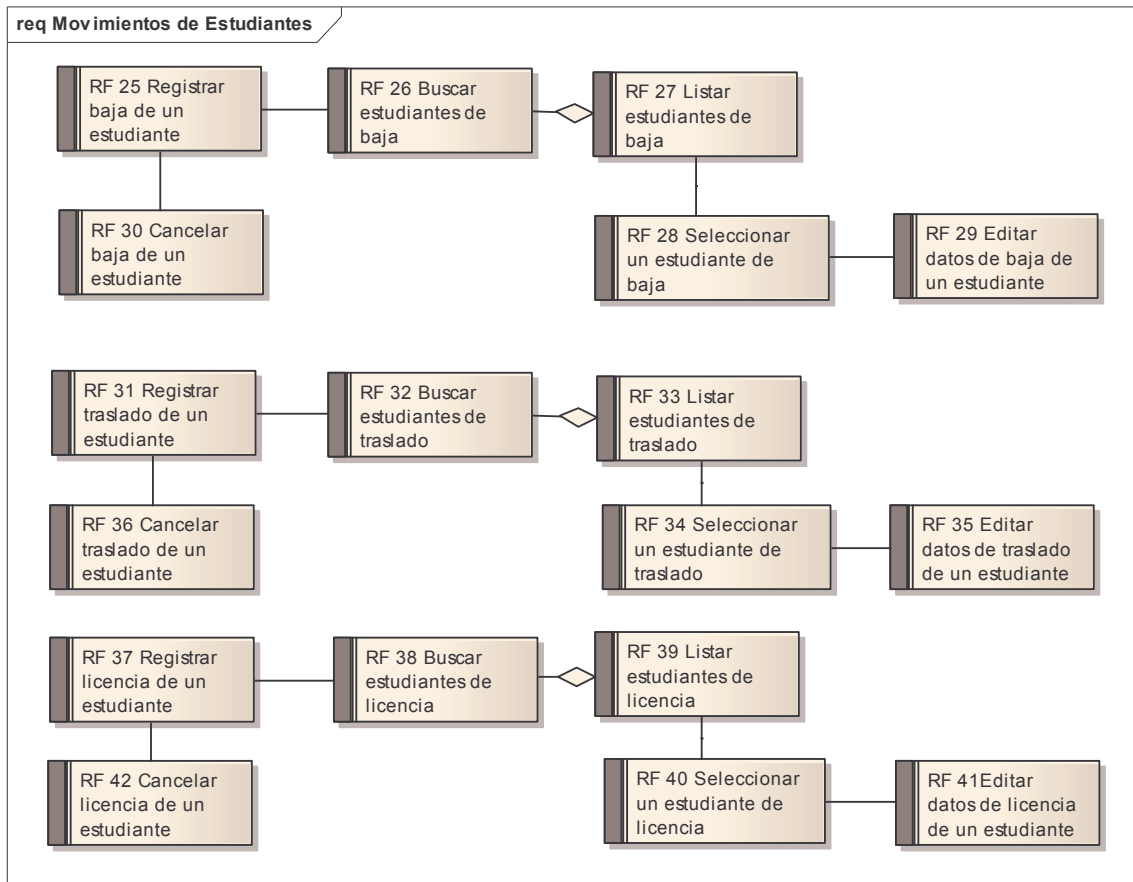 req Movimientos de Estudiantes
RF 25 Registrar
baja de un
estudiante
RF 26 Buscar
estudiantes de
baja
RF 27 Listar
estudiantes de
baja
RF 30 Cancelar
baja de un
estudiante
RF 28 Seleccionar
un estudiante de
baja
RF 29 Editar
datos de baja de
un estudiante
RF 31 Registrar
traslado de un
estudiante
RF 32 Buscar
estudiantes de
traslado
RF 33 Listar
estudiantes de
traslado
RF 36 Cancelar
traslado de un
estudiante
RF 34 Seleccionar
un estudiante de
traslado
RF 35 Editar
datos de traslado
de un estudiante
RF 37 Registrar
licencia de un
estudiante
RF 38 Buscar
estudiantes de
licencia
RF 39 Listar
estudiantes de
licencia
RF 42 Cancelar
licencia de un
estudiante
RF 40 Seleccionar
un estudiante de
licencia
RF 41Editar
datos de licencia
de un estudiante